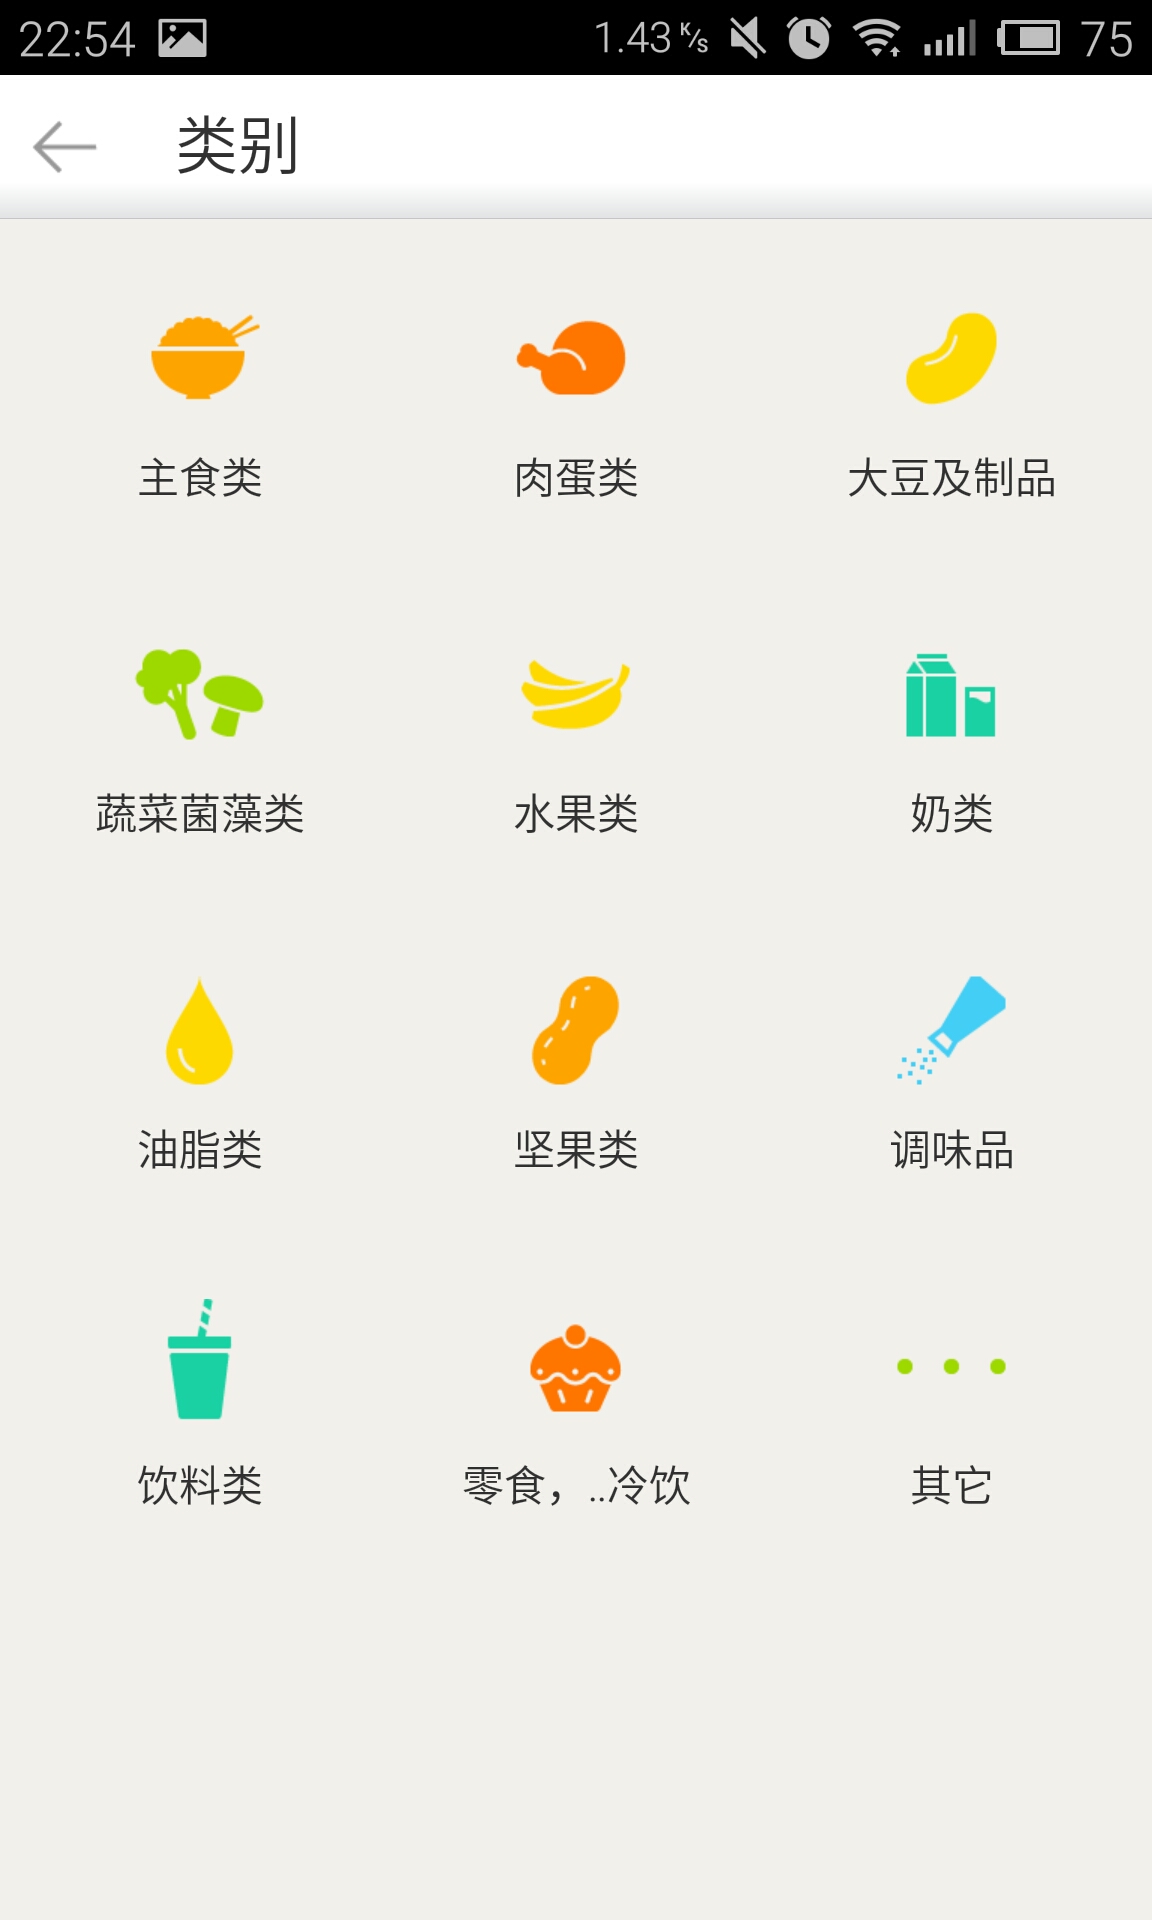 22:54 1.43 K/s 75
类别
主食类 肉蛋类 大豆及制品
蔬菜菌藻类 水果类 奶类
油脂类 坚果类 调味品
饮料类 零食，..冷饮 其它